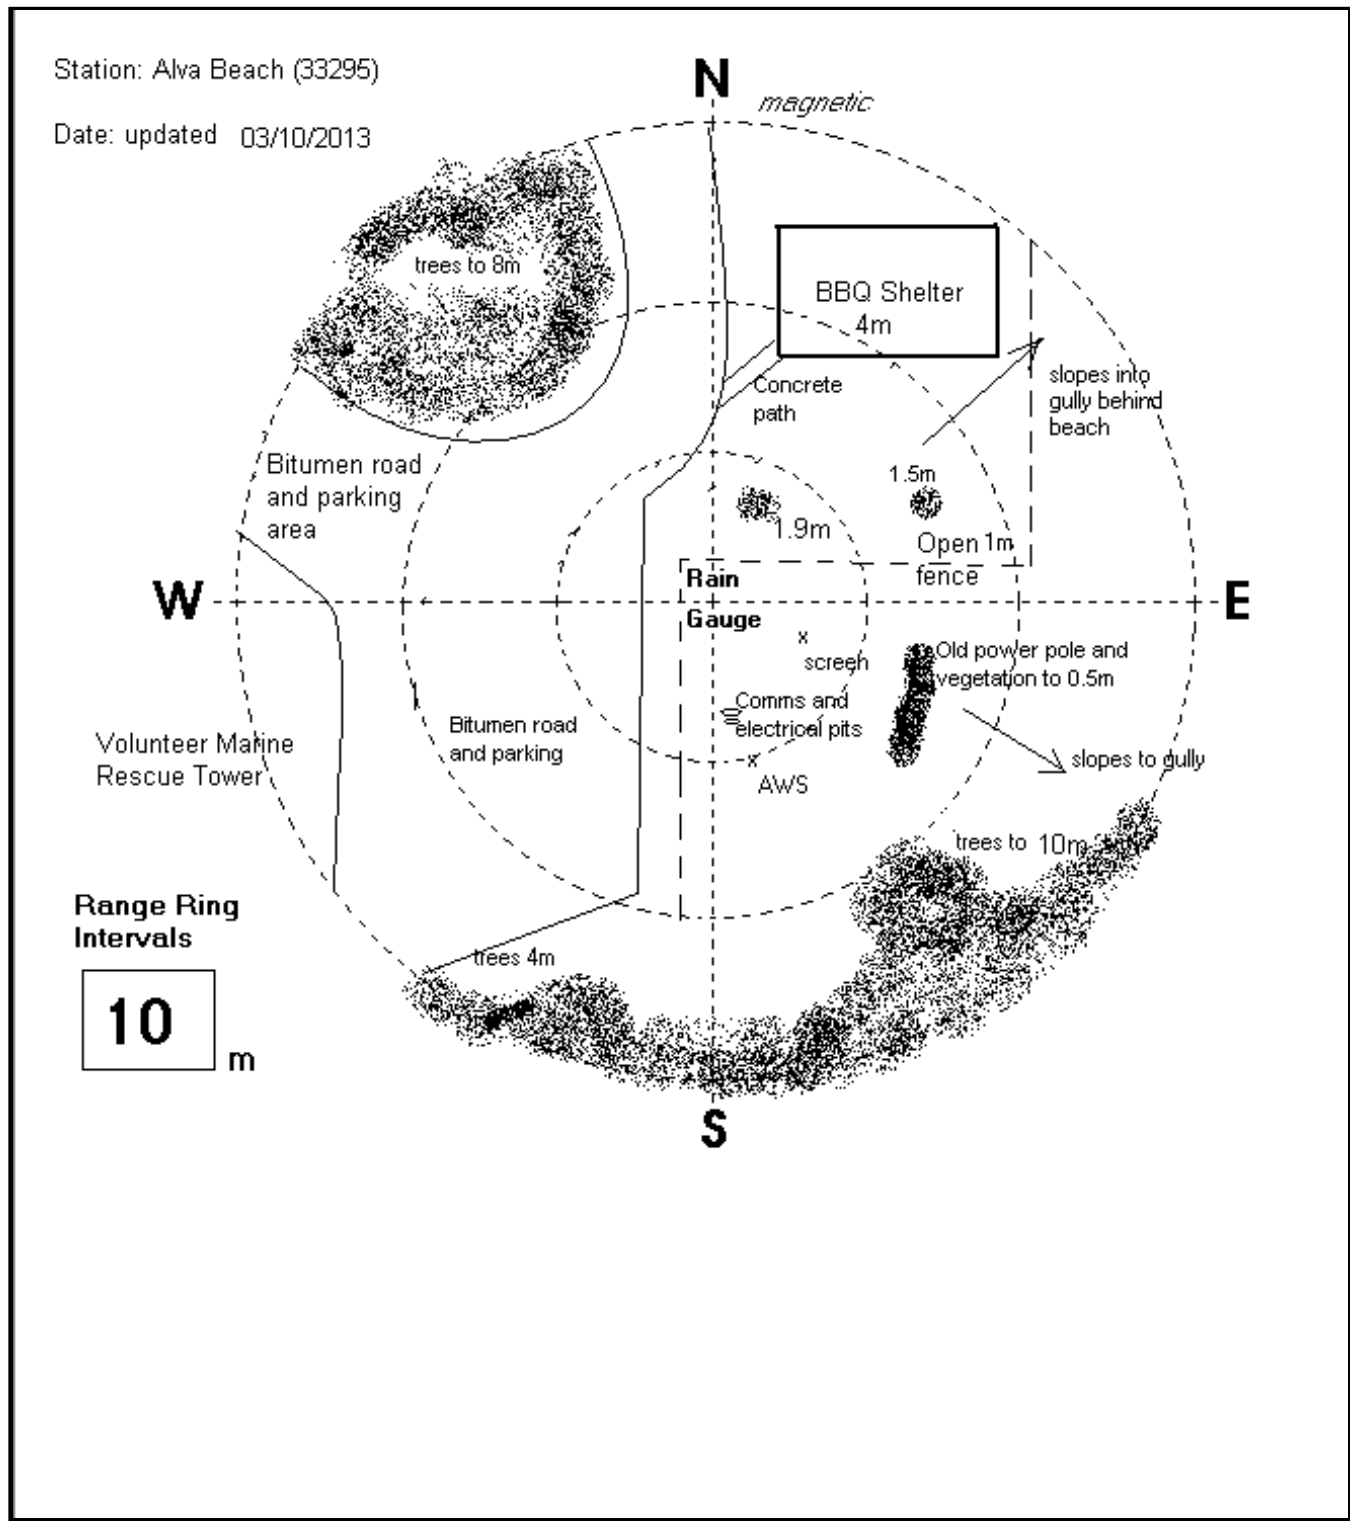 Station: Alva Beach (33295)
N
magnetic
Date: updated 03/10/2013
trees to 8m
BBQ Shelter
4m
Concrete
path
slopes into
gully behind
beach
Bitumen road
and parking
area
1.5m
1.9m
Open 1m
fence
Rain
Gauge
W
E
screen
Old power pole and
vegetation to 0.5m
Comms and
electrical pits
Bitumen road
and parking
Volunteer Marine
Rescue Tower
slopes to gully
AWS
trees to 10m
Range Ring
Intervals
trees 4m
10
m
S